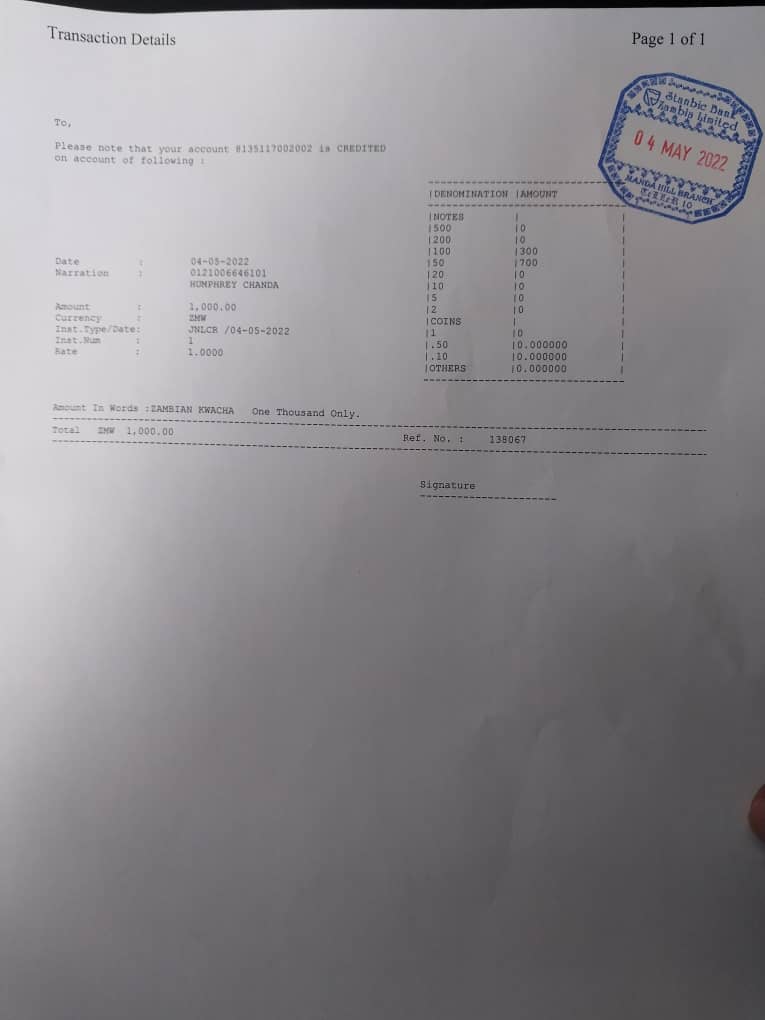 Transaction Details
Page 1 of 1
Stanbic Bank
Zambia Limited
04 MAY 2022
MANDA HILL BRANCH
TELLER 10
To,
Please note that your account 8135117002002 is CREDITED
on account of following :
|DENOMINATION |AMOUNT
|NOTES | |
|500 |0 |
|200 |0 |
|100 |300 |
|50 |700 |
|20 |0 |
|10 |0 |
|5 |0 |
|2 |0 |
|COINS | |
|1 |0 |
|.50 |0.000000 |
|.10 |0.000000 |
|OTHERS |0.000000 |
Date : 04-05-2022
Narration : 0121006646101
HUMPHREY CHANDA
Amount : 1,000.00
Currency : ZMW
Inst.Type/Date: JNLCR /04-05-2022
Inst.Num : 1
Rate : 1.0000
Amount In Words :ZAMBIAN KWACHA One Thousand Only.
Total ZMW 1,000.00 Ref. No. : 138067
Signature